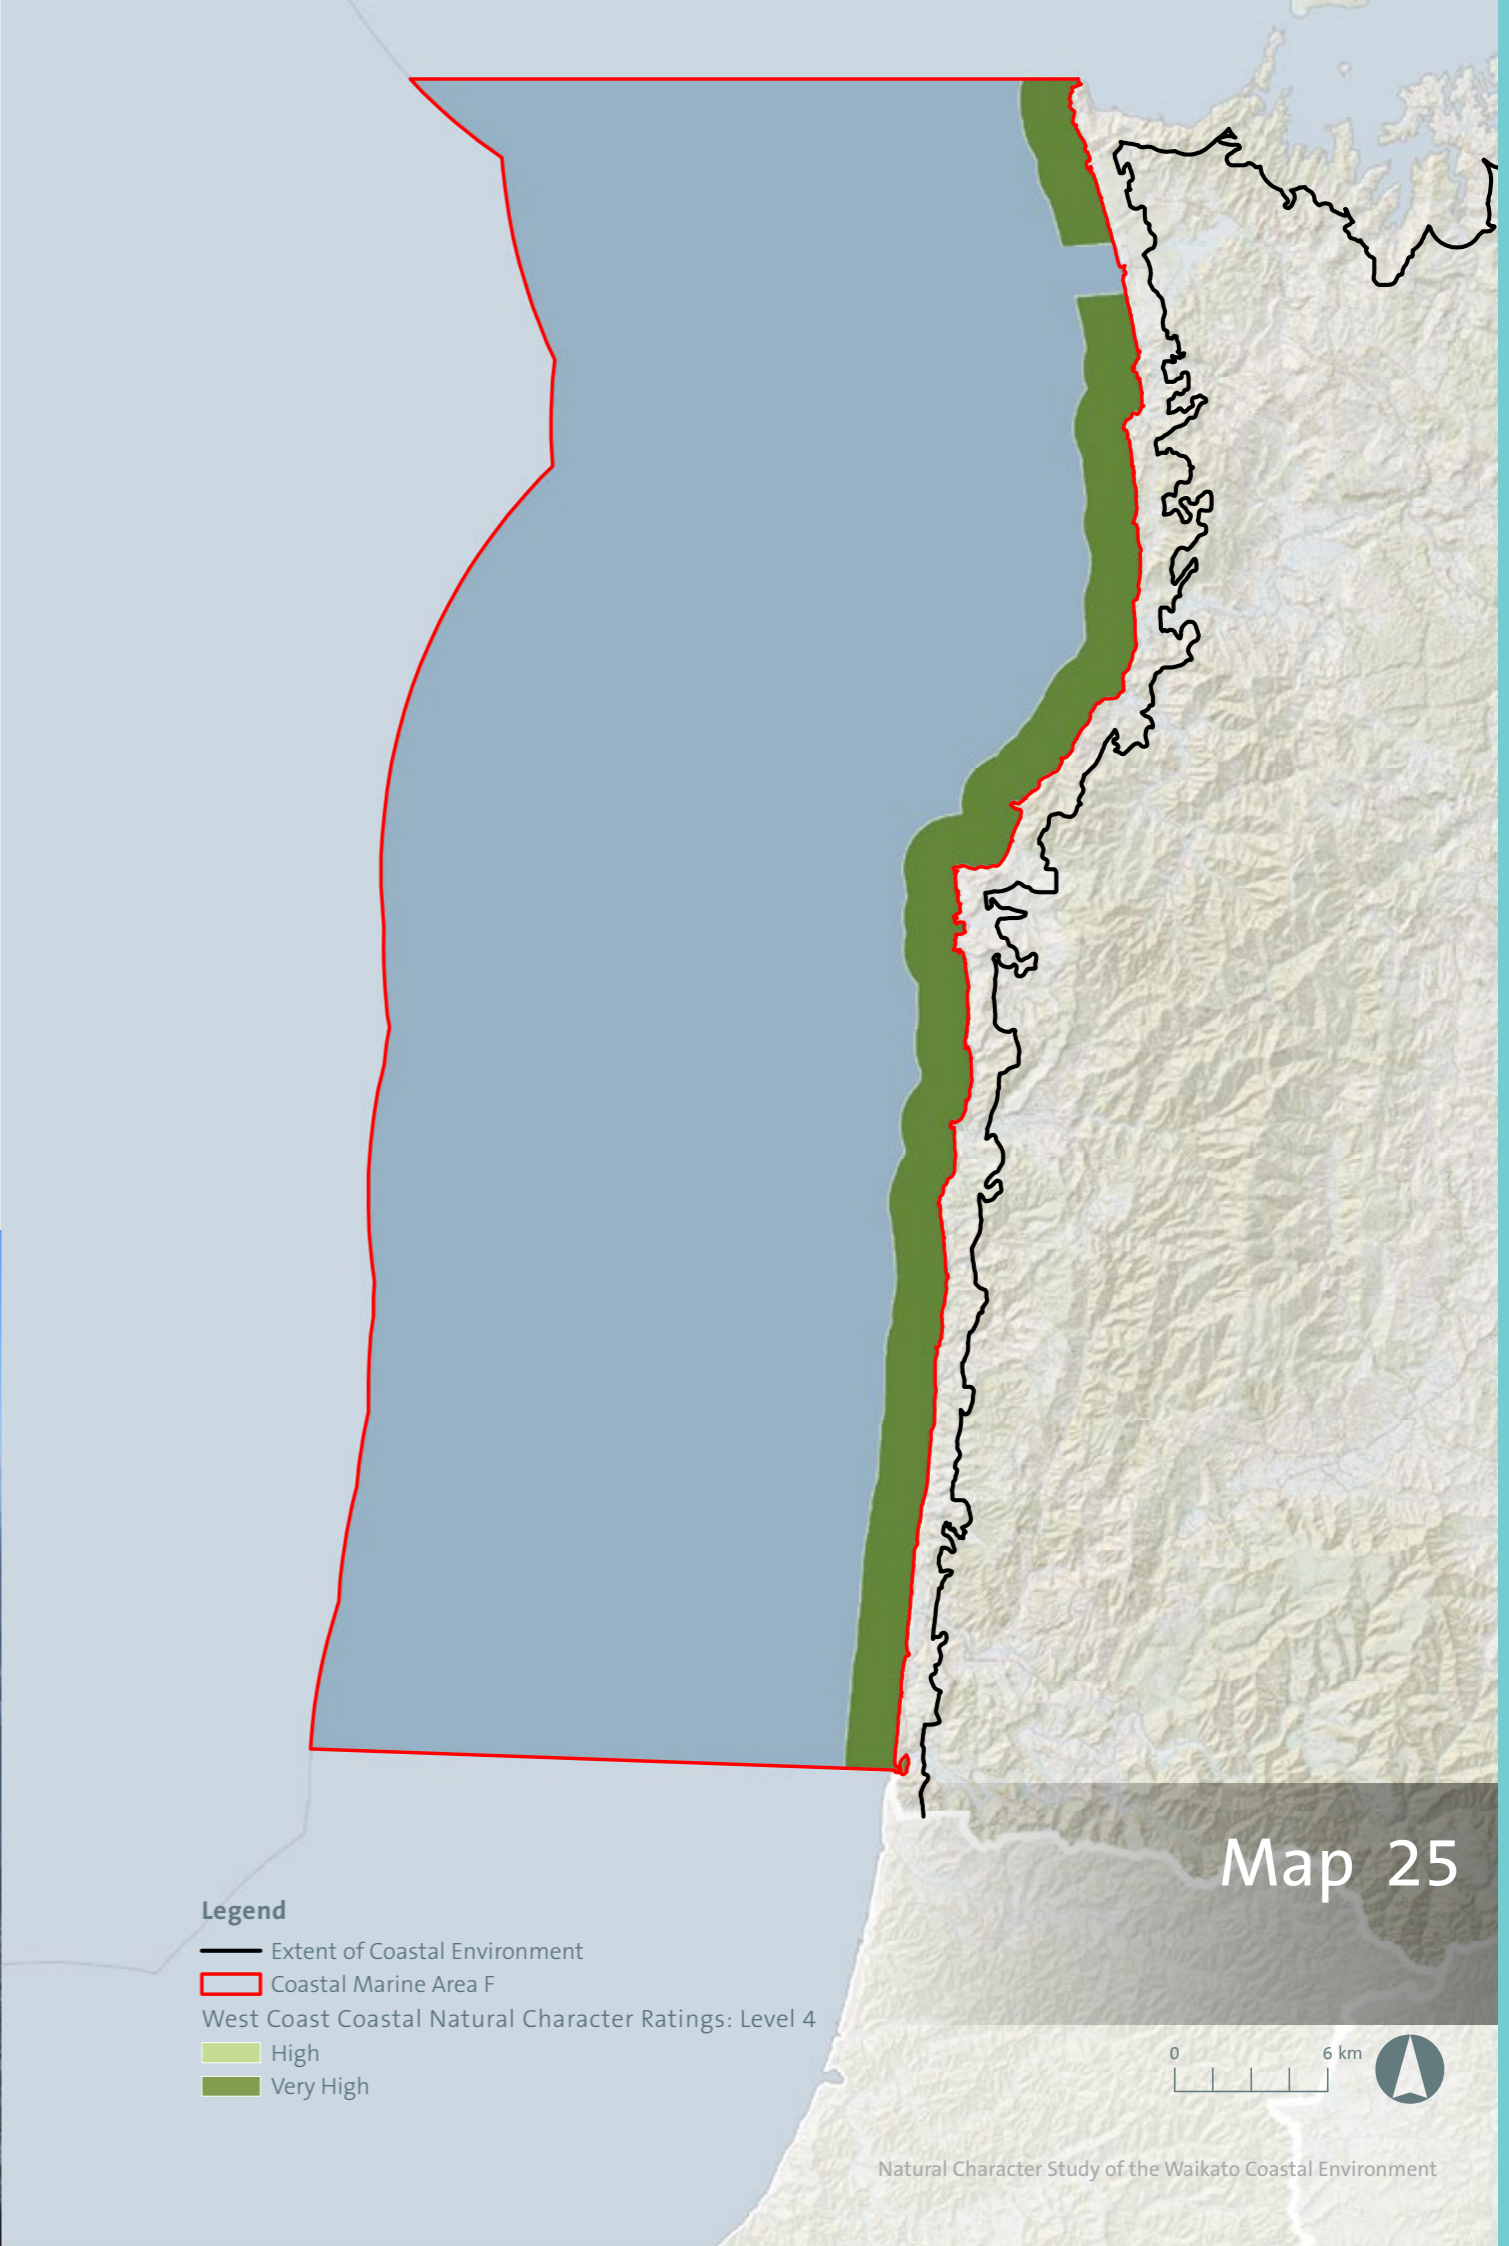 Map 25
Legend
Extent of Coastal Environment
Coastal Marine Area F
West Coast Coastal Natural Character Ratings: Level 4
High
Very High
0 6 km
Natural Character Study of the Waikato Coastal Environment